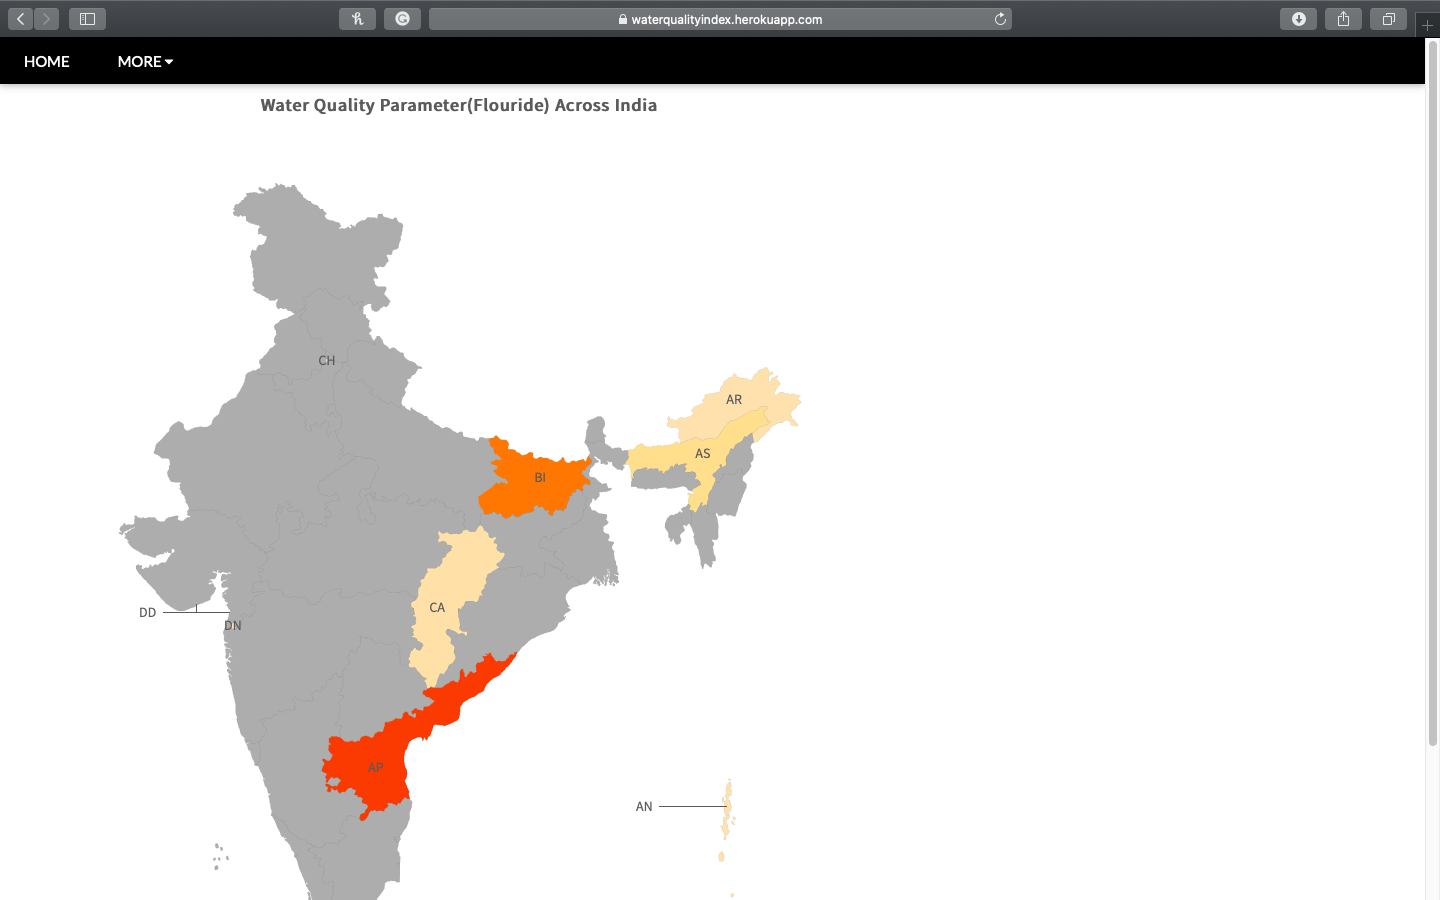 waterqualityindex.herokuapp.com
HOME MORE
Water Quality Parameter(Flouride) Across India
CH
AR
AS
BI
CA
DD
DN
AP
AN